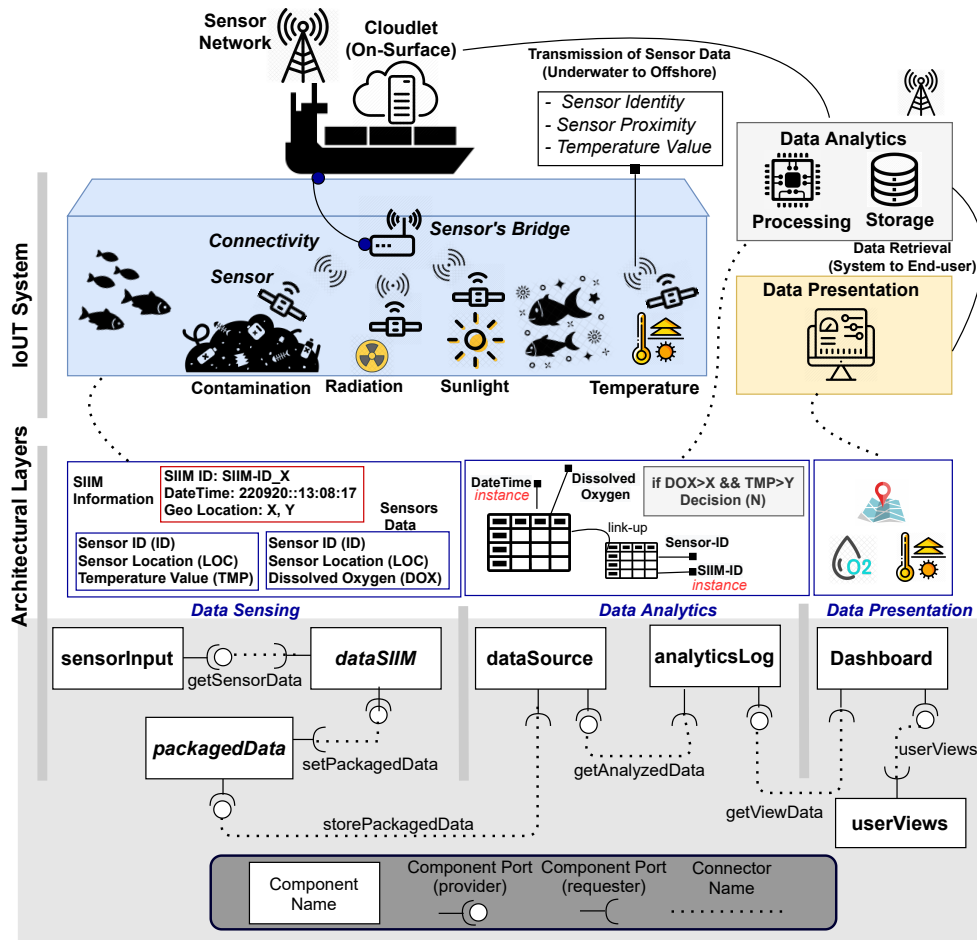 Sensor
Network
Cloudlet
(On-Surface)
Transmission of Sensor Data
(Underwater to Offshore)
- Sensor Identity
- Sensor Proximity
- Temperature Value
Data Analytics
Processing
Storage
Data Retrieval
(System to End-user)
Data Presentation
IoUT System
Connectivity
Sensor's Bridge
Sensor
Contamination
Radiation
Sunlight
Temperature
Architectural Layers
SIIM
Information
SIIM ID: SIIM-ID_X
DateTime: 220920::13:08:17
Geo Location: X, Y
Sensors
Data
Sensor ID (ID)
Sensor Location (LOC)
Temperature Value (TMP)
Sensor ID (ID)
Sensor Location (LOC)
Dissolved Oxygen (DOX)
DateTime
instance
Dissolved
Oxygen
if DOX>X && TMP>Y
Decision (N)
link-up
Sensor-ID
SIIM-ID
instance
O2
Data Sensing
Data Analytics
Data Presentation
sensorInput
getSensorData
dataSIIM
dataSource
analyticsLog
Dashboard
packagedData
setPackagedData
getAnalyzedData
userViews
getViewData
storePackagedData
userViews
Component
Name
Component Port
(provider)
Component Port
(requester)
Connector
Name